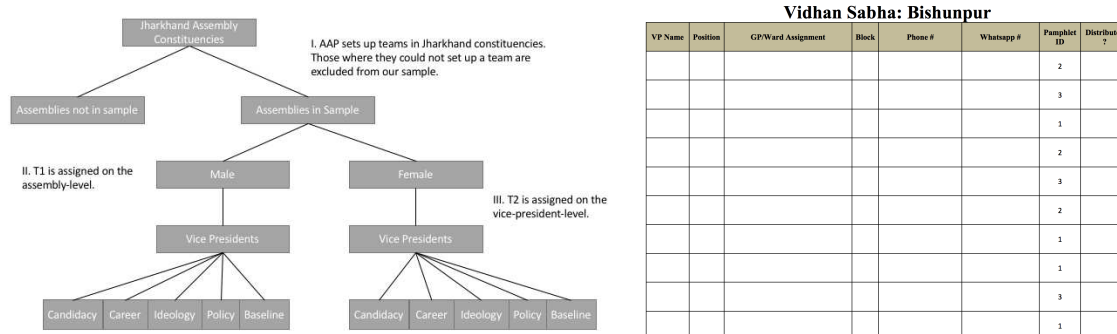 Jharkhand Assembly
Constituencies
I. AAP sets up teams in Jharkhand constituencies.
Those where they could not set up a team are
excluded from our sample.
Assemblies not in sample
Assemblies in Sample
II. T1 is assigned on the
assembly-level.
Male
Female
III. T2 is assigned on the
vice-president-level.
Vice Presidents
Vice Presidents
Candidacy Career Ideology Policy Baseline
Candidacy Career Ideology Policy Baseline
Vidhan Sabha: Bishunpur
VP Name Position GP/Ward Assignment Block Phone # Whatsapp # Pamphlet Distribute
ID ?
2
3
1
2
3
2
1
1
3
1